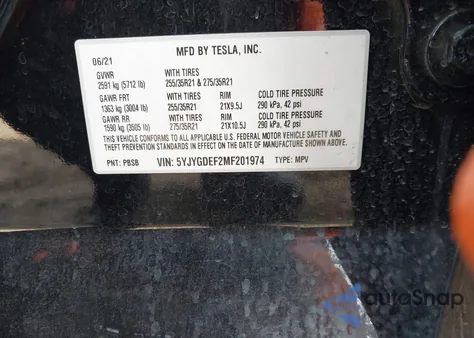 MFD BY TESLA, INC.
06/21
GVWR WITH TIRES
2591 kg (5712 lb) 255/35R21 & 275/35R21
GAWR FRT WITH TIRES RIM COLD TIRE PRESSURE
1363 kg (3004 lb) 255/35R21 21X9.5J 290 kPa, 42 psi
GAWR RR WITH TIRES RIM COLD TIRE PRESSURE
1590 kg (3505 lb) 275/35R21 21X10.5J 290 kPa, 42 psi
THIS VEHICLE CONFORMS TO ALL APPLICABLE U.S. FEDERAL MOTOR VEHICLE SAFETY AND
THEFT PREVENTION STANDARDS IN EFFECT ON THE DATE OF MANUFACTURE SHOWN ABOVE.
PNT: PBSB VIN: 5YJYGDEF2MF201974 TYPE: MPV
autoSnap